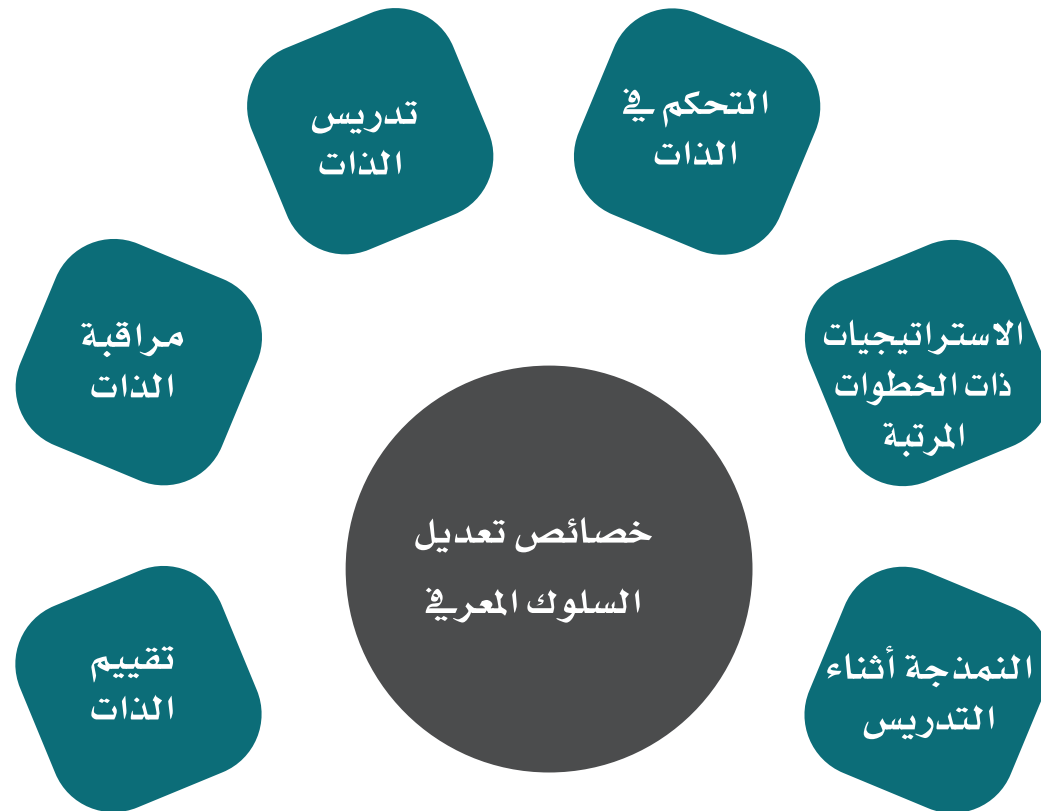 التحكم في
الذات
تدريس
الذات
الاستراتيجيات
ذات الخطوات
المرتبة
مراقبة
الذات
خصائص تعديل
السلوك المعرفي
النمذجة أثناء
التدريس
تقييم
الذات